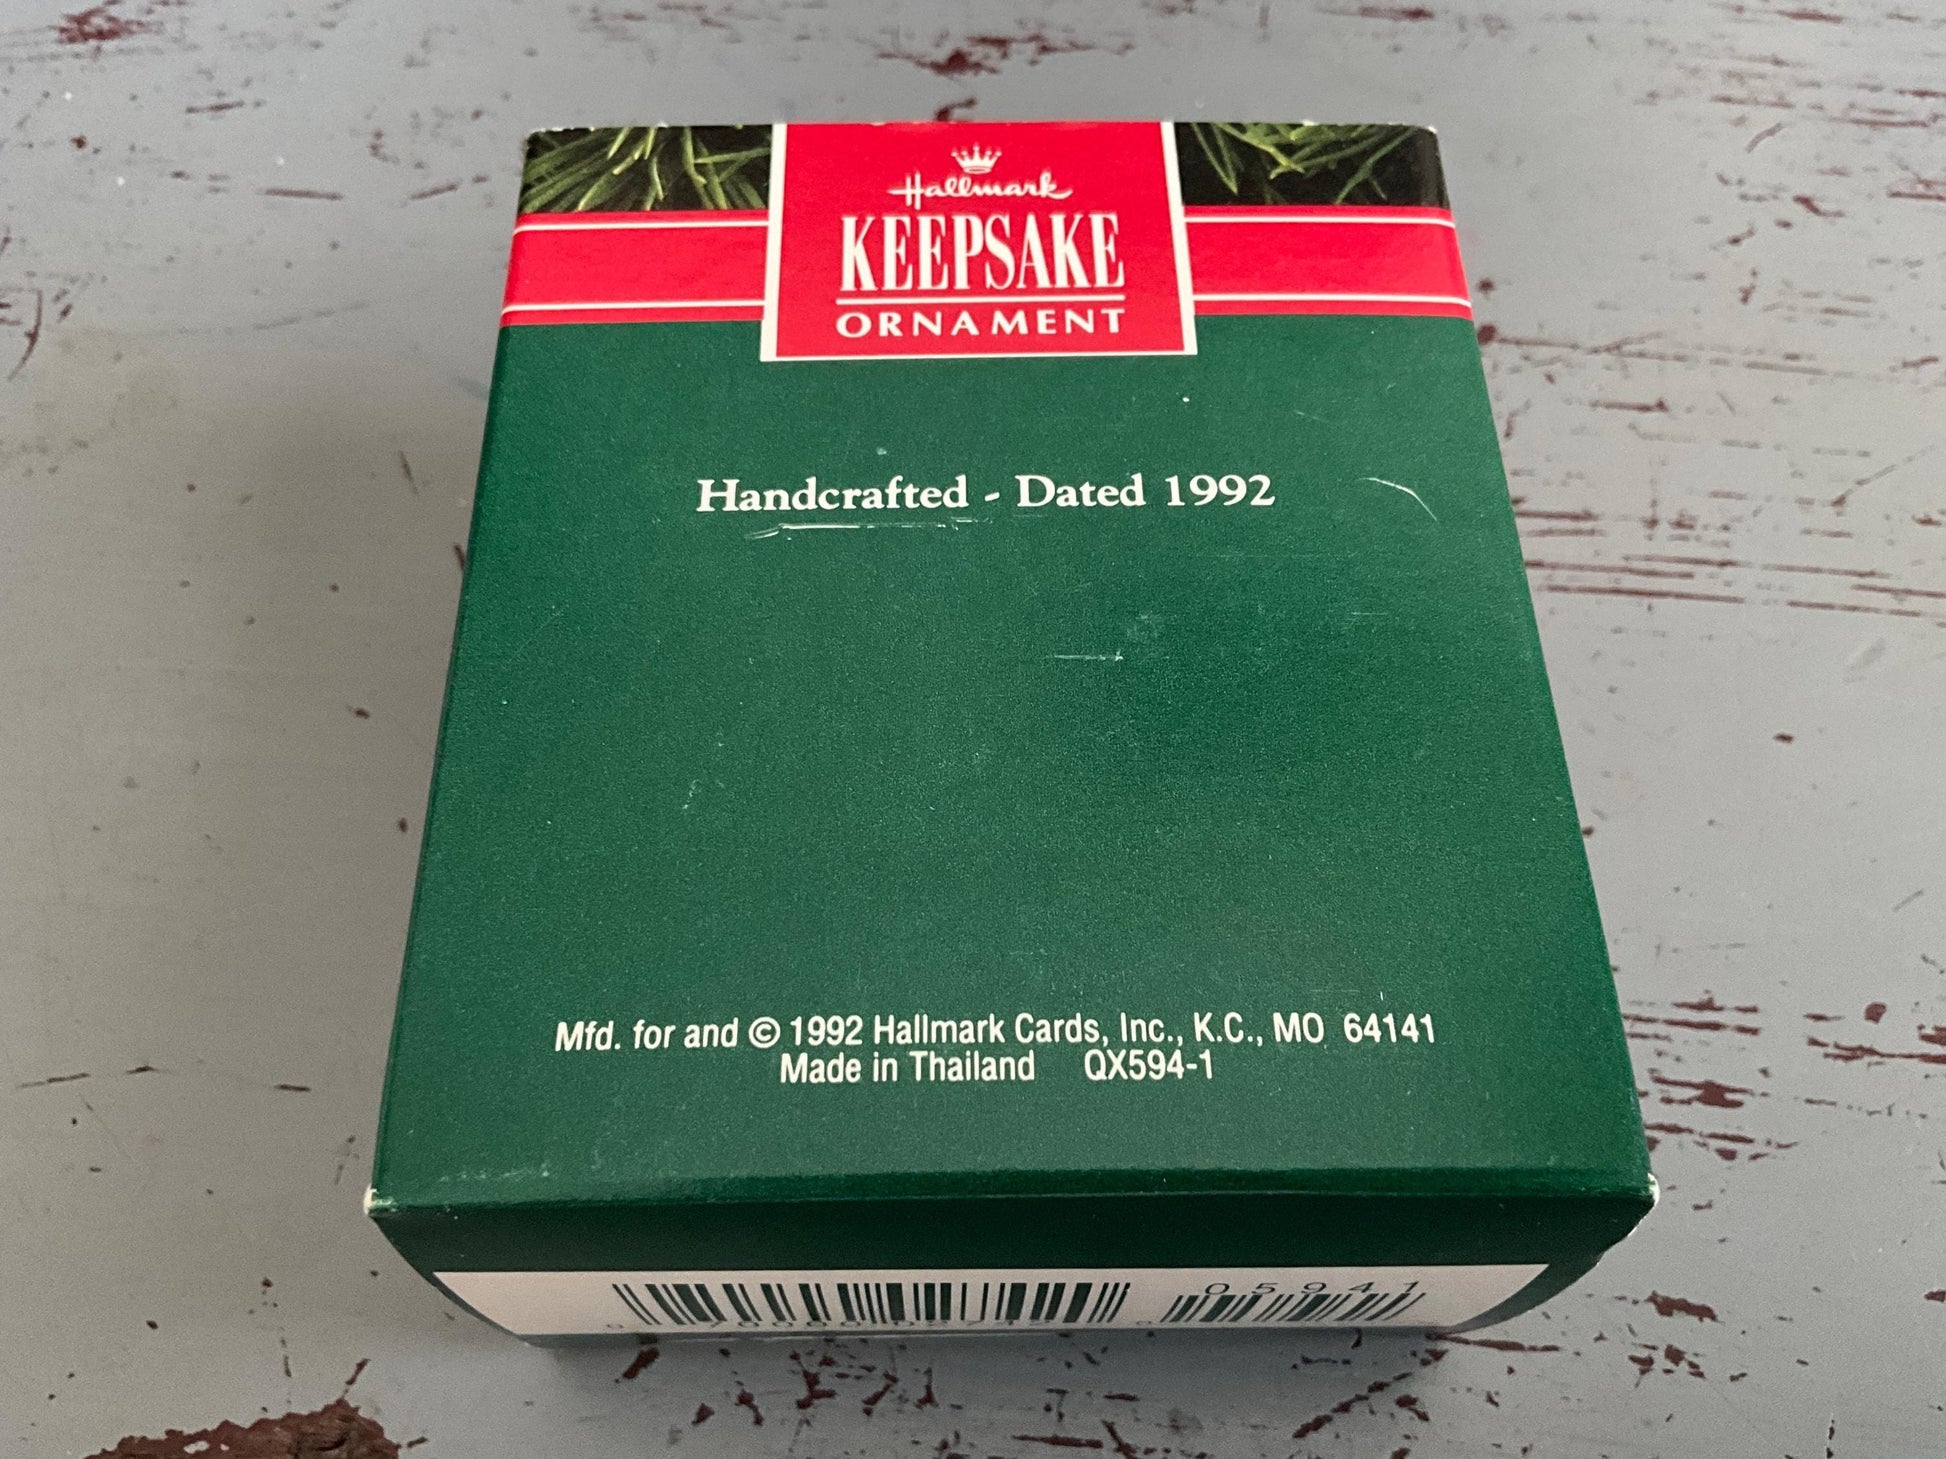 Hallmark
KEEPSAKE
ORNAMENT
Handcrafted - Dated 1992
Mfd. for and © 1992 Hallmark Cards, Inc., K.C., MO 64141
Made in Thailand QX594-1
05941